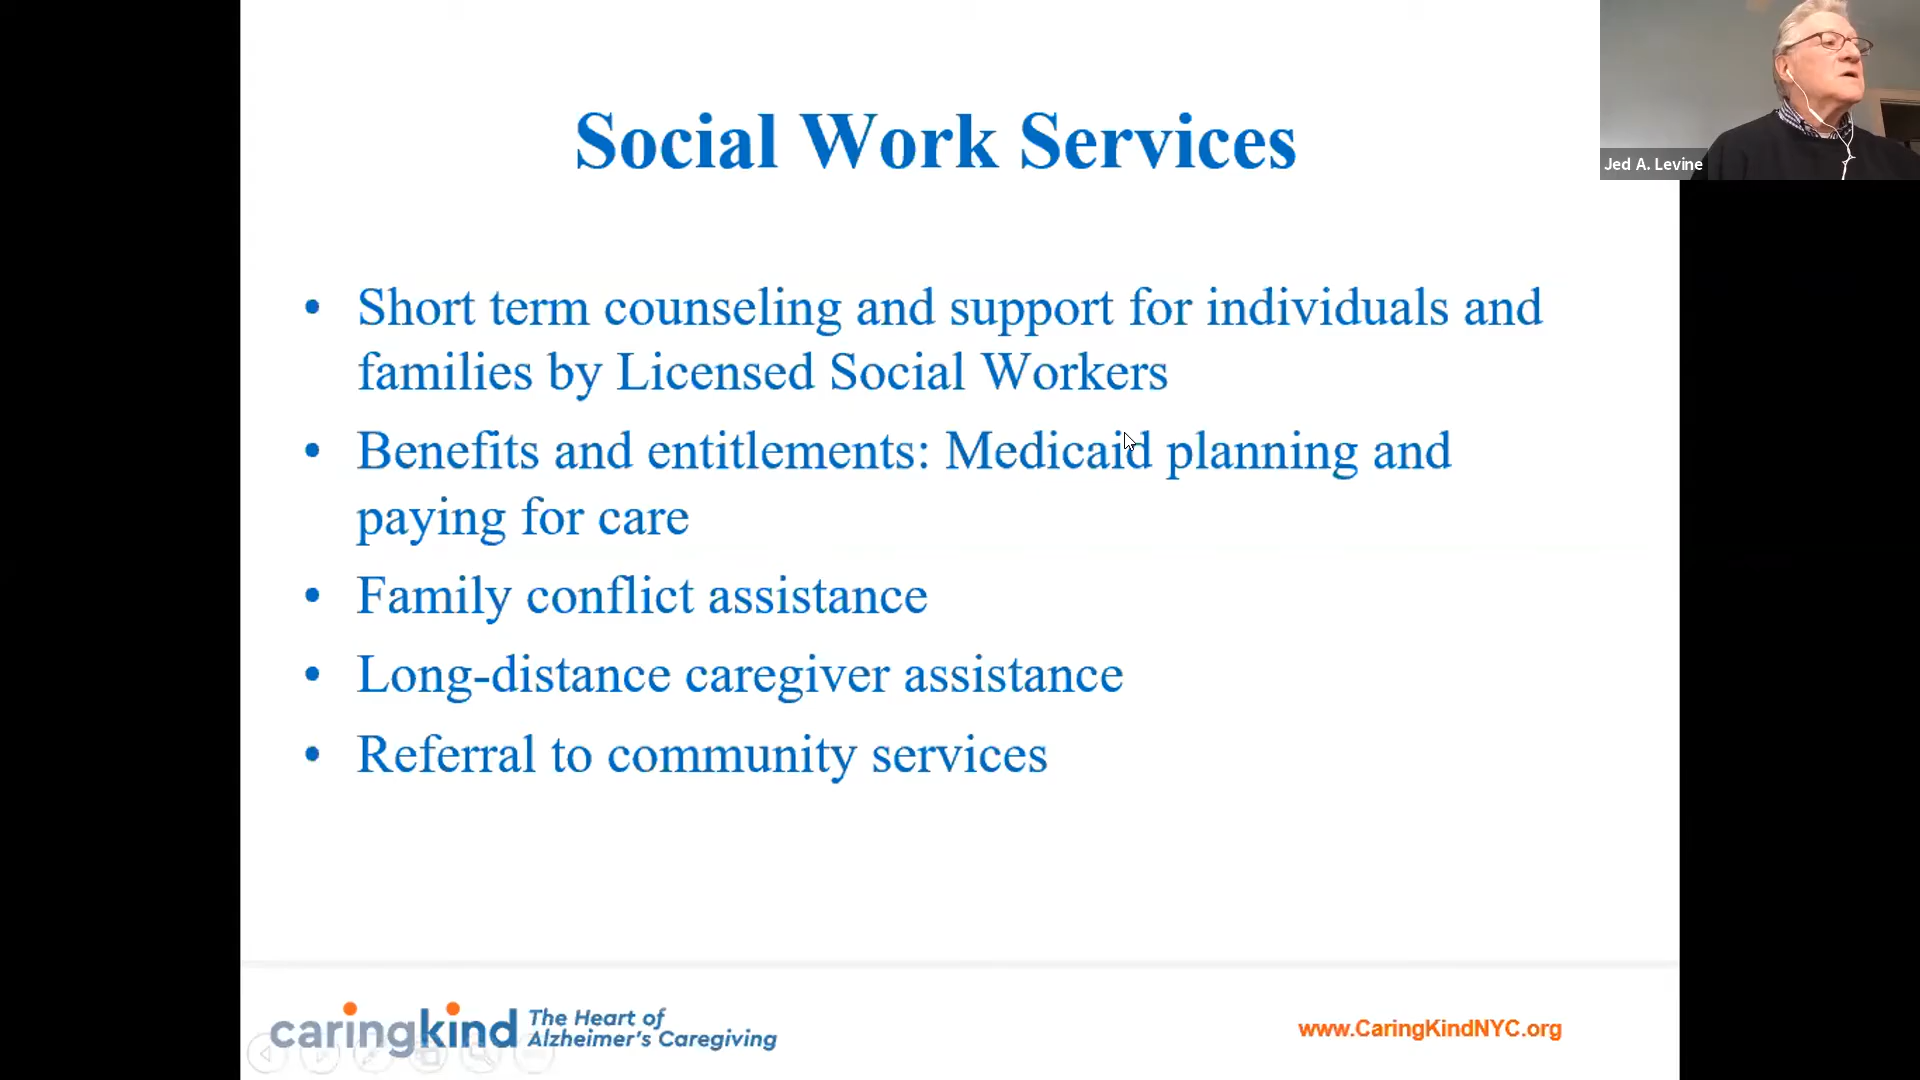 Social Work Services
Jed A. Levine
• Short term counseling and support for individuals and
families by Licensed Social Workers
• Benefits and entitlements: Medicaid planning and
paying for care
• Family conflict assistance
• Long-distance caregiver assistance
• Referral to community services
caringkind
The Heart of
Alzheimer's Caregiving
www.CaringKindNYC.org